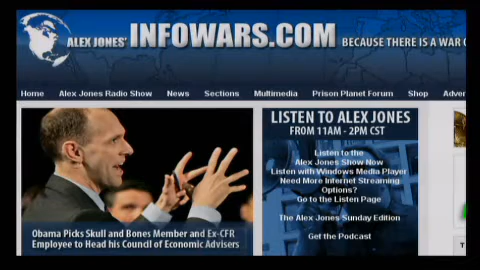 ALEX JONES' INFOWARS.COM BECAUSE THERE IS A WAR
Home Alex Jones Radio Show News Sections Multimedia Prison Planet Forum Shop
LISTEN TO ALEX JONES
FROM 11AM - 2PM CST
Listen to the
Alex Jones Show Now
Listen with Windows Media Player
Need More Internet Streaming
Options?
Go to the Listen Page
The Alex Jones Sunday Edition
Get the Podcast
Obama Picks Skull and Bones Member and Ex-CFR
Employee to Head his Council of Economic Advisers